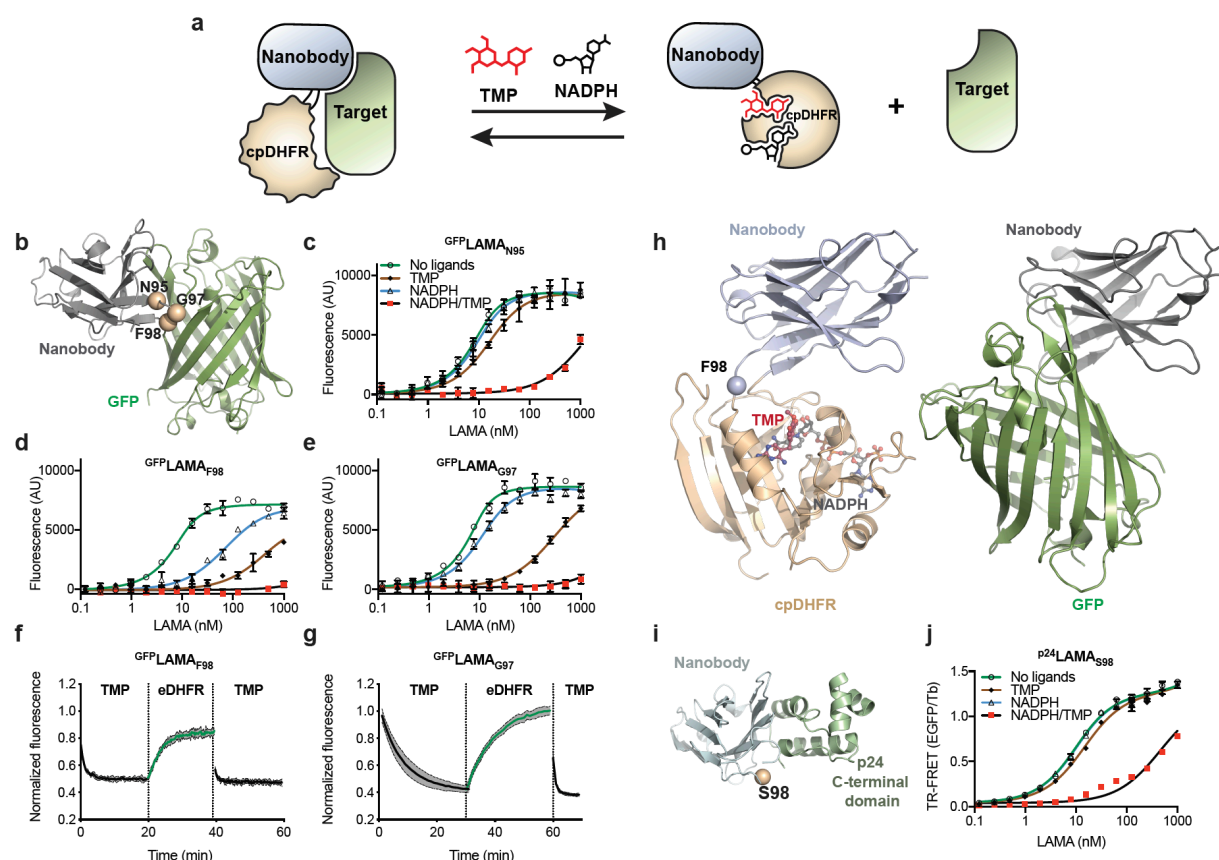 a
Nanobody
Target
cpDHFR
TMP
NADPH
Nanobody
cpDHFR
+
Target
b
N95
G97
F98
Nanobody
GFP
c
GFPLAMAN95
No ligands
TMP
NADPH
NADPH/TMP
Fluorescence (AU)
10000
5000
0
0.1 1 10 100 1000
LAMA (nM)
d
GFPLAMAF98
Fluorescence (AU)
10000
5000
0
0.1 1 10 100 1000
LAMA (nM)
e
GFPLAMAG97
Fluorescence (AU)
10000
5000
0
0.1 1 10 100 1000
LAMA (nM)
f
GFPLAMAF98
TMP eDHFR TMP
Normalized fluorescence
1.2
1.0
0.8
0.6
0.4
0.2
0 20 40 60
Time (min)
g
GFPLAMAG97
TMP eDHFR TMP
Normalized fluorescence
1.2
1.0
0.8
0.6
0.4
0.2
0 20 40 60
Time (min)
h
Nanobody
F98
TMP
NADPH
cpDHFR
Nanobody
GFP
i
Nanobody
S98
p24
C-terminal
domain
j
p24LAMAS98
No ligands
TMP
NADPH
NADPH/TMP
TR-FRET (EGFP/Tb)
1.5
1.0
0.5
0.0
0.1 1 10 100 1000
LAMA (nM)